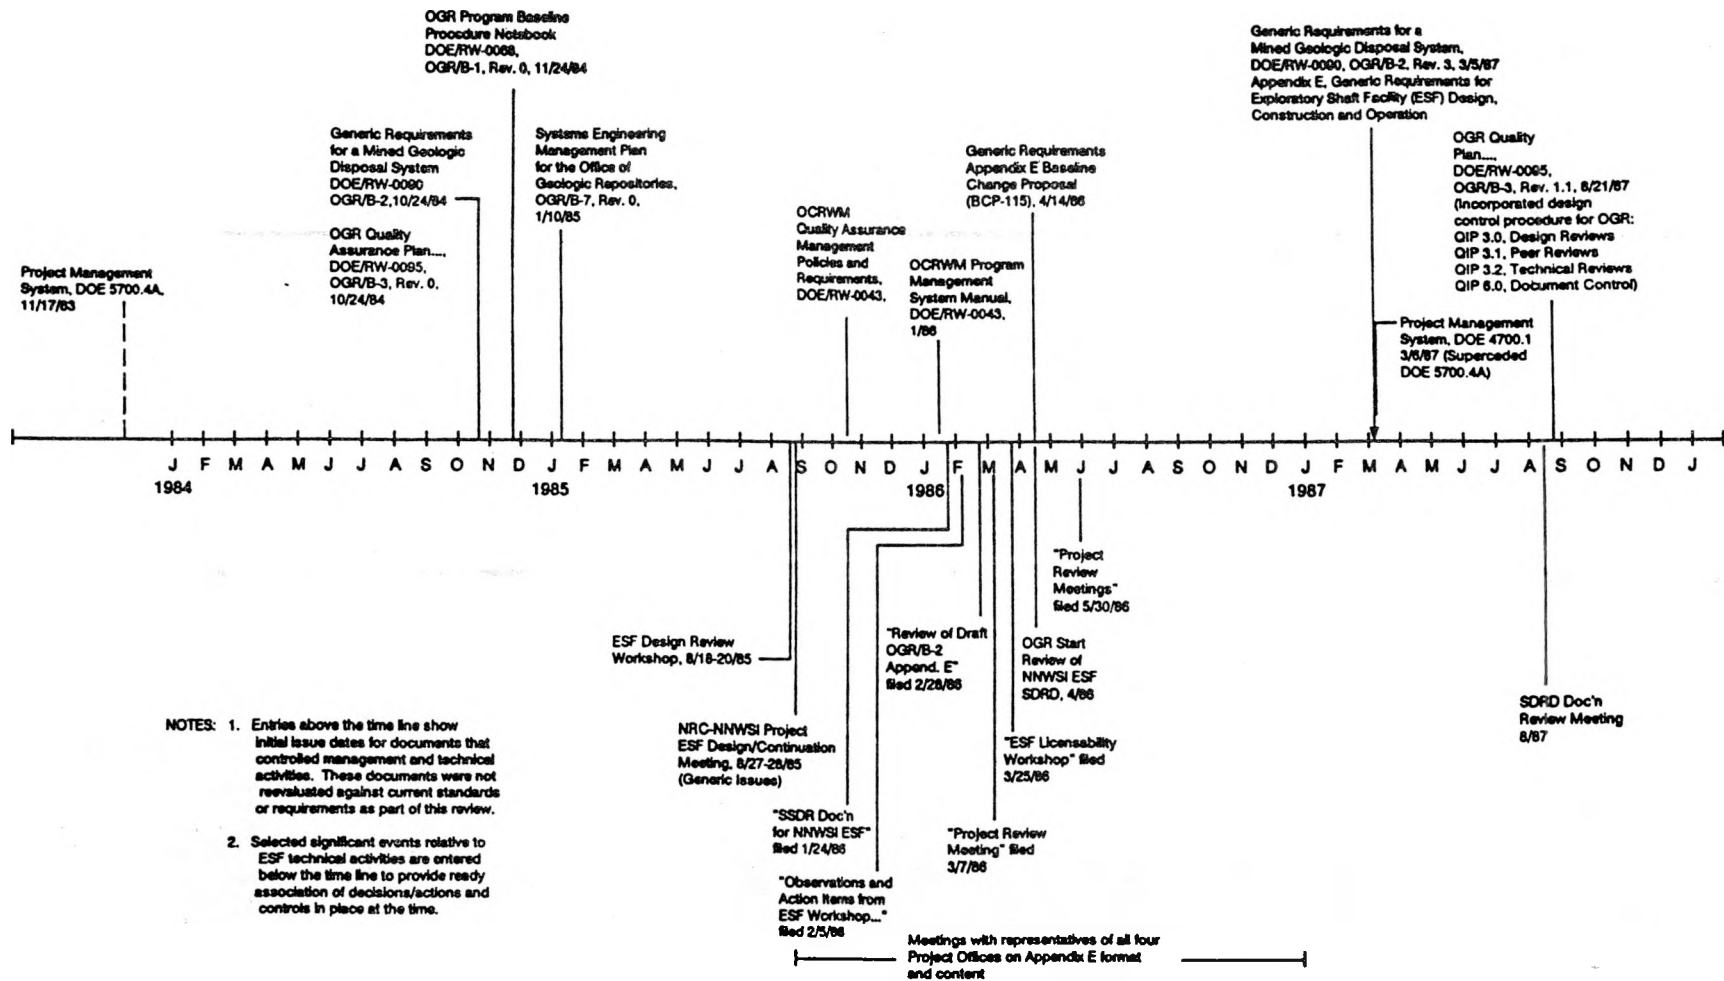 OGR Program Baseline
Procedure Notebook
DOE/RW-0068,
OGR/B-1, Rev. 0, 11/24/84
Generic Requirements for a
Mined Geologic Disposal System,
DOE/RW-0090, OGR/B-2, Rev. 3, 3/5/87
Appendix E, Generic Requirements for
Exploratory Shaft Facility (ESF) Design,
Construction and Operation
Generic Requirements
for a Mined Geologic
Disposal System
DOE/RW-0090
OGR/B-2,10/24/84
OGR Quality
Assurance Plan...,
DOE/RW-0095,
OGR/B-3, Rev. 0,
10/24/84
Systems Engineering
Management Plan
for the Office of
Geologic Repositories,
OGR/B-7, Rev. 0,
1/10/85
Generic Requirements
Appendix E Baseline
Change Proposal
(BCP-115), 4/14/86
OGR Quality
Plan...,
DOE/RW-0095,
OGR/B-3, Rev. 1.1, 8/21/87
(Incorporated design
control procedure for OGR:
QIP 3.0, Design Reviews
QIP 3.1, Peer Reviews
QIP 3.2, Technical Reviews
QIP 6.0, Document Control)
Project Management
System, DOE 5700.4A,
11/17/83
OCRWM
Quality Assurance
Management
Policies and
Requirements,
DOE/RW-0043,
OCRWM Program
Management
System Manual,
DOE/RW-0043,
1/86
Project Management
System, DOE 4700.1
3/6/87 (Superceded
DOE 5700.4A)
J F M A M J J A S O N D J F M A M J J A S O N D J F M A M J J A S O N D J F M A M J J A S O N D J
1984 1985 1986 1987
"Project
Review
Meetings"
filed 5/30/86
ESF Design Review
Workshop, 8/18-20/85
"Review of Draft
OGR/B-2
Append. E"
filed 2/28/86
OGR Start
Review of
NNWSI ESF
SDRD, 4/86
SDRD Doc'n
Review Meeting
8/87
NRC-NNWSI Project
ESF Design/Continuation
Meeting, 8/27-28/85
(Generic Issues)
"ESF Licensability
Workshop" filed
3/25/86
"SSDR Doc'n
for NNWSI ESF"
filed 1/24/86
"Project Review
Meeting" filed
3/7/86
"Observations and
Action Items from
ESF Workshop..."
filed 2/5/86
NOTES: 1. Entries above the time line show
initial issue dates for documents that
controlled management and technical
activities. These documents were not
reevaluated against current standards
or requirements as part of this review.
2. Selected significant events relative to
ESF technical activities are entered
below the time line to provide ready
association of decisions/actions and
controls in place at the time.
Meetings with representatives of all four
Project Offices on Appendix E format
and content